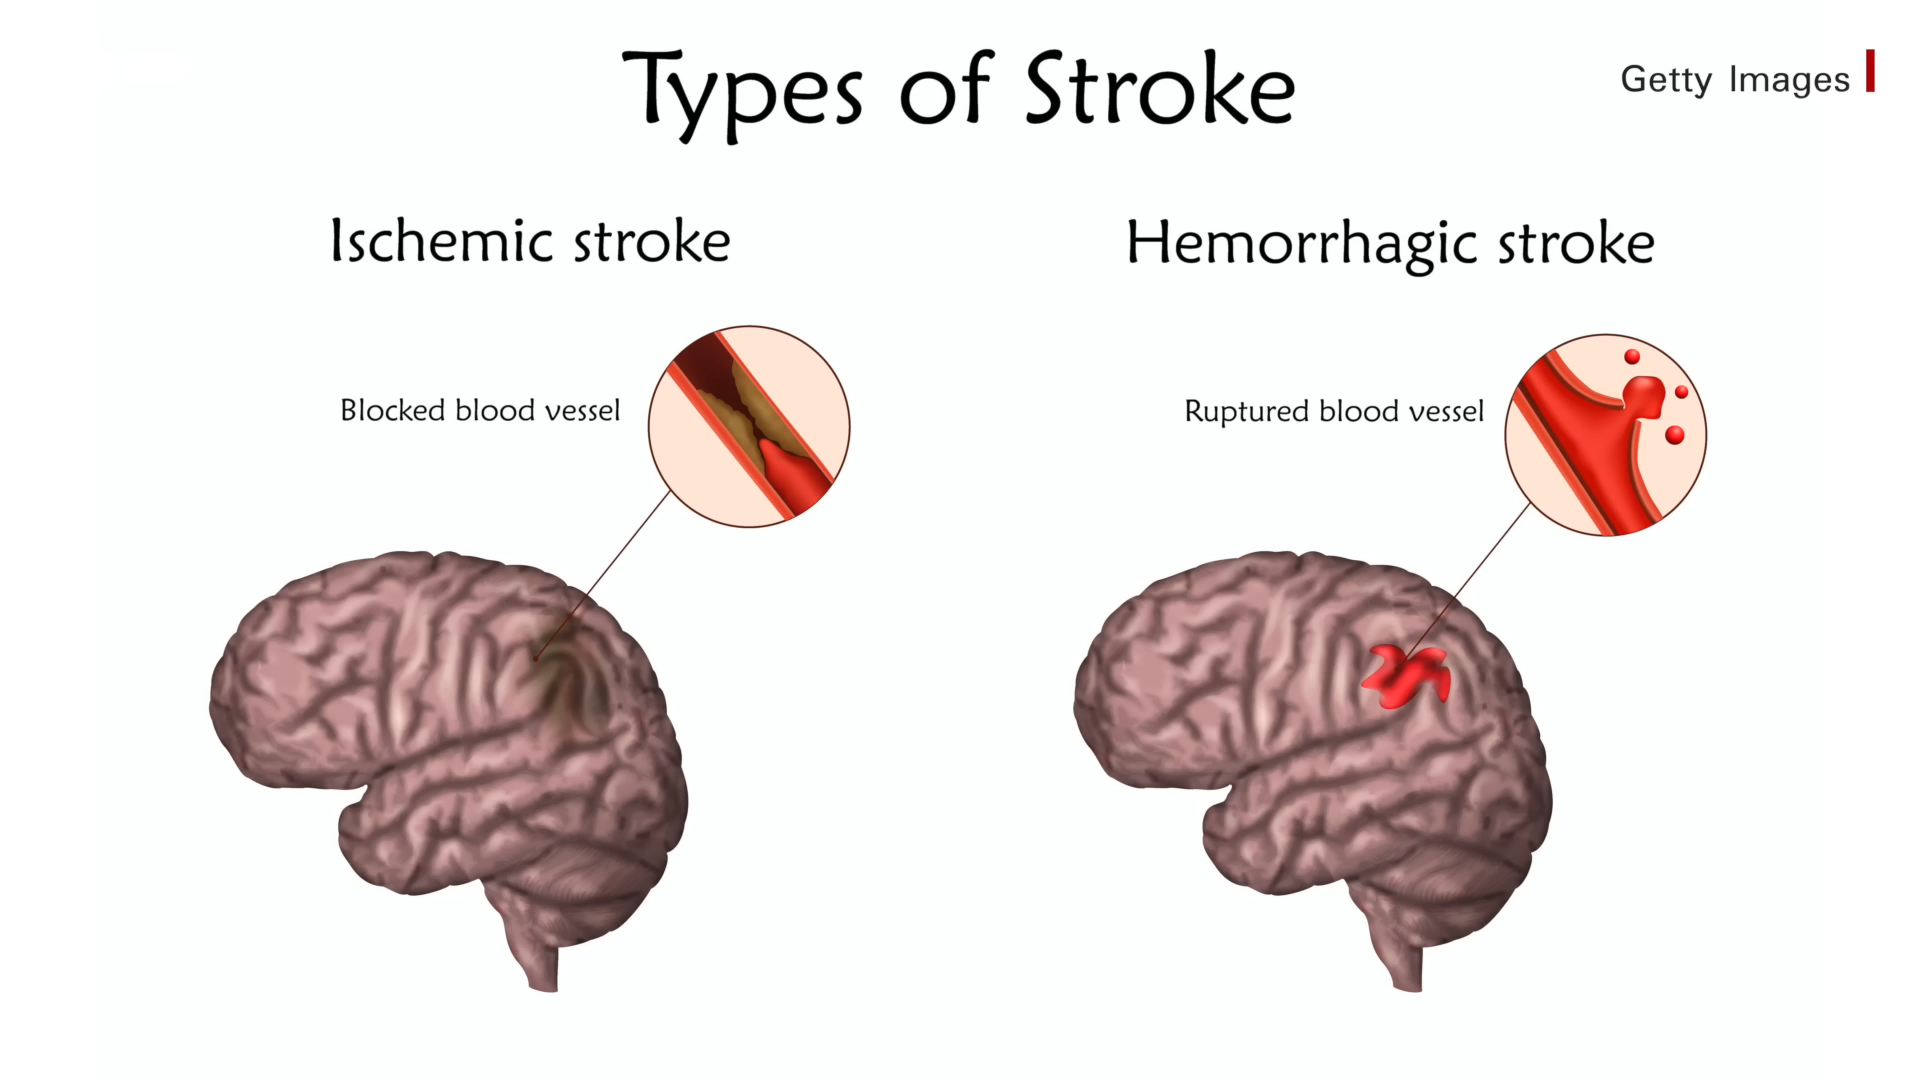 Types of Stroke
Getty Images
Ischemic stroke
Hemorrhagic stroke
Blocked blood vessel
Ruptured blood vessel